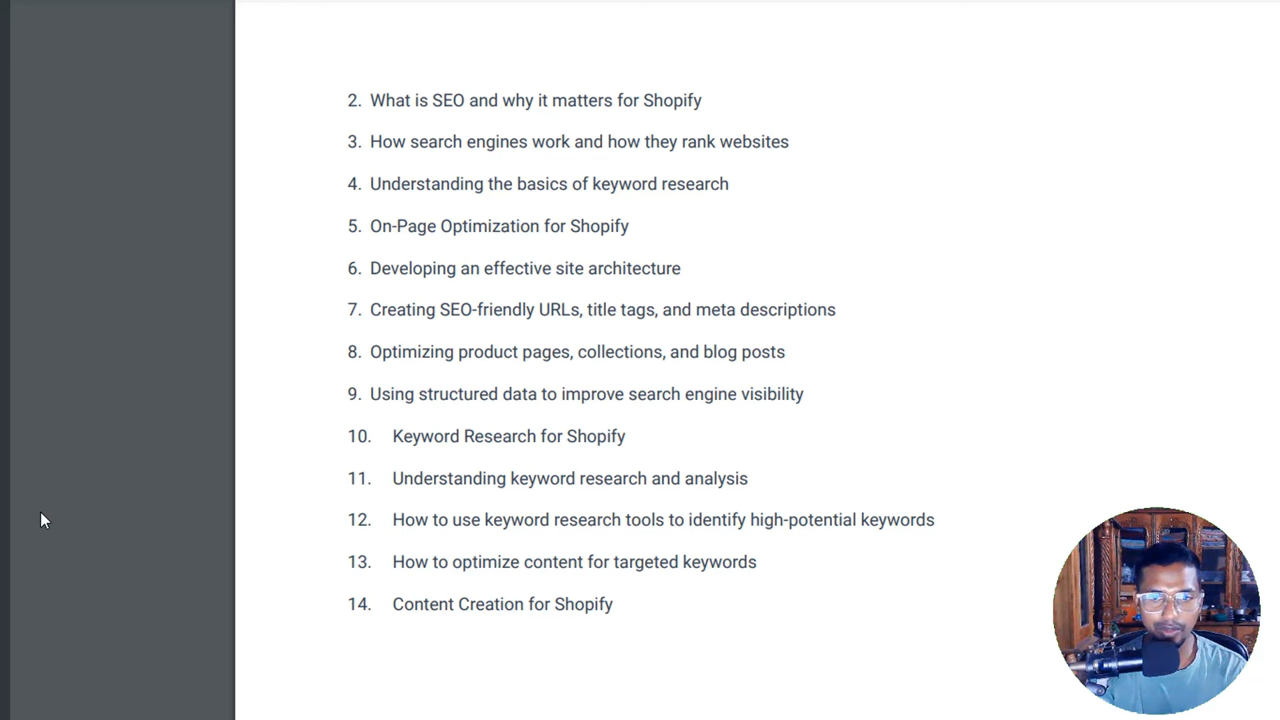 2. What is SEO and why it matters for Shopify
3. How search engines work and how they rank websites
4. Understanding the basics of keyword research
5. On-Page Optimization for Shopify
6. Developing an effective site architecture
7. Creating SEO-friendly URLs, title tags, and meta descriptions
8. Optimizing product pages, collections, and blog posts
9. Using structured data to improve search engine visibility
10. Keyword Research for Shopify
11. Understanding keyword research and analysis
12. How to use keyword research tools to identify high-potential keywords
13. How to optimize content for targeted keywords
14. Content Creation for Shopify